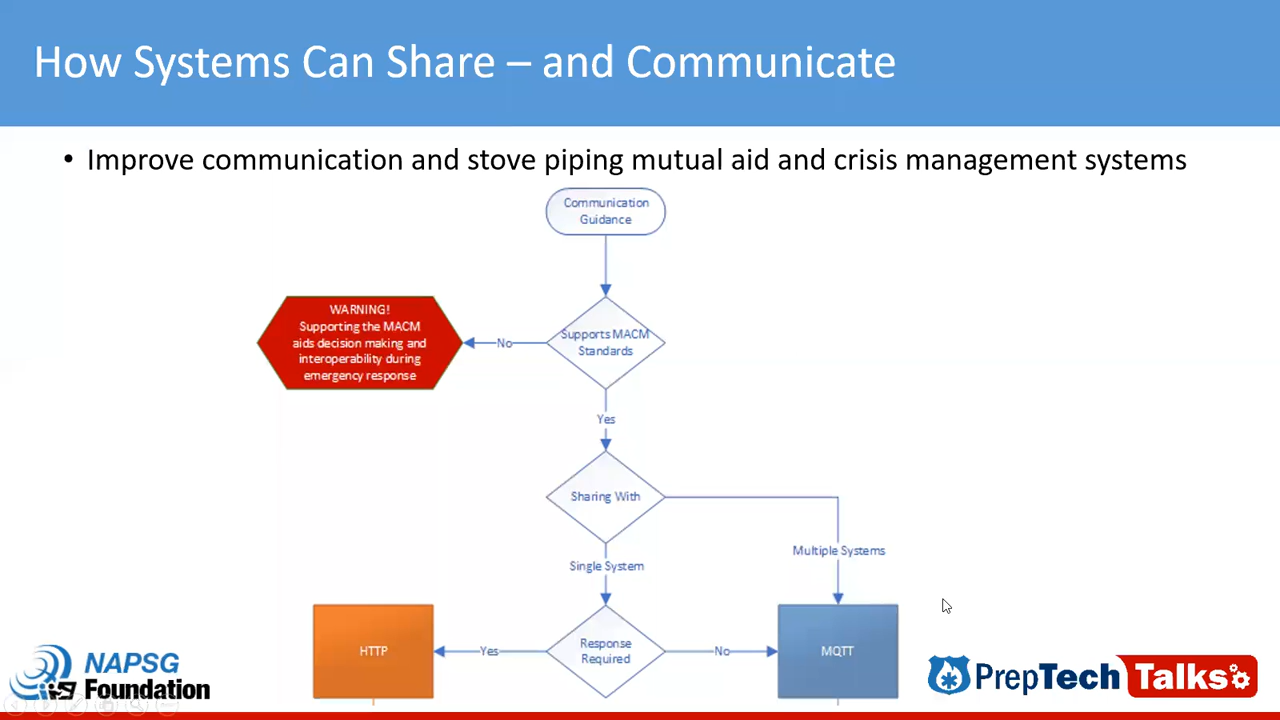 How Systems Can Share – and Communicate
• Improve communication and stove piping mutual aid and crisis management systems
Communication
Guidance
WARNING!
Supporting the MACM
aids decision making and
interoperability during
emergency response
No
Supports MACM
Standards
Yes
Sharing With
Multiple Systems
Single System
HTTP
Yes
Response
Required
No
MQTT
NAPSG
Foundation
PrepTech Talks